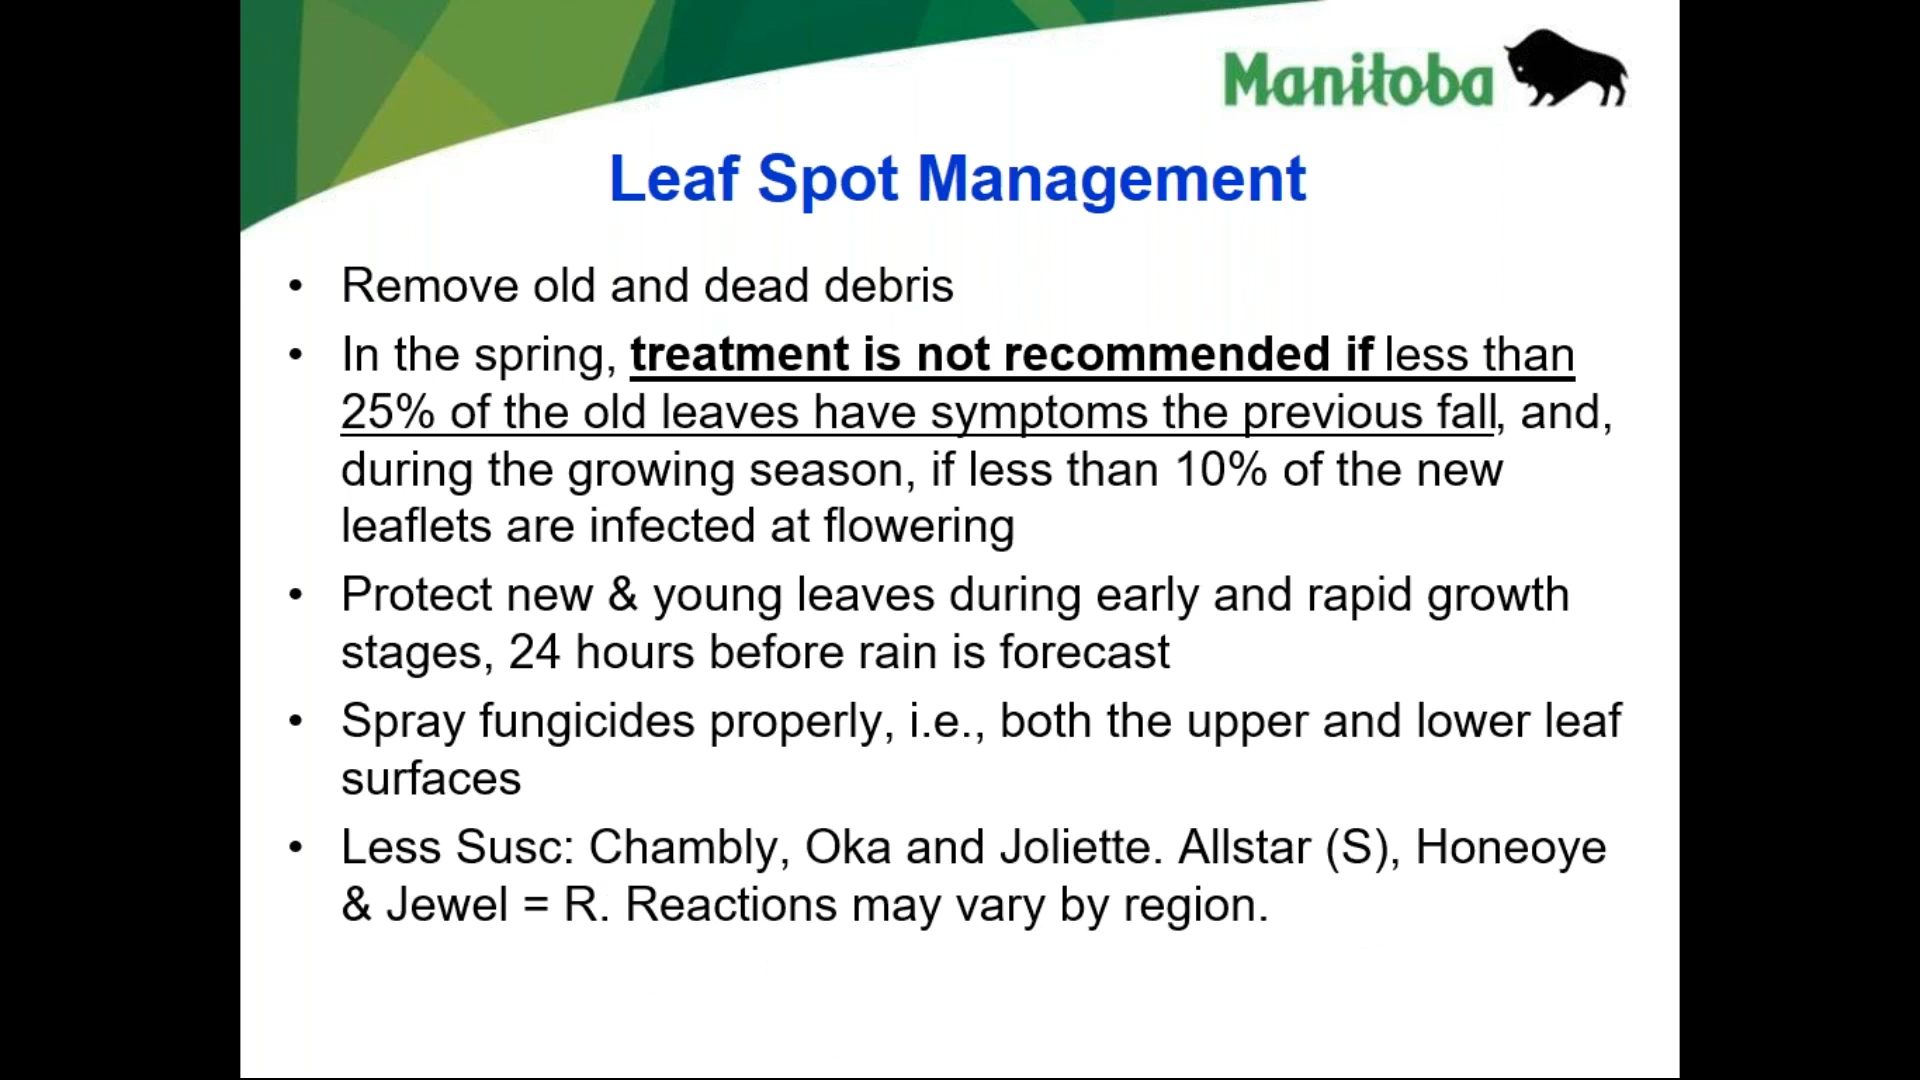 Manitoba
Leaf Spot Management
• Remove old and dead debris
• In the spring, treatment is not recommended if less than
25% of the old leaves have symptoms the previous fall, and,
during the growing season, if less than 10% of the new
leaflets are infected at flowering
• Protect new & young leaves during early and rapid growth
stages, 24 hours before rain is forecast
• Spray fungicides properly, i.e., both the upper and lower leaf
surfaces
• Less Susc: Chambly, Oka and Joliette. Allstar (S), Honeoye
& Jewel = R. Reactions may vary by region.